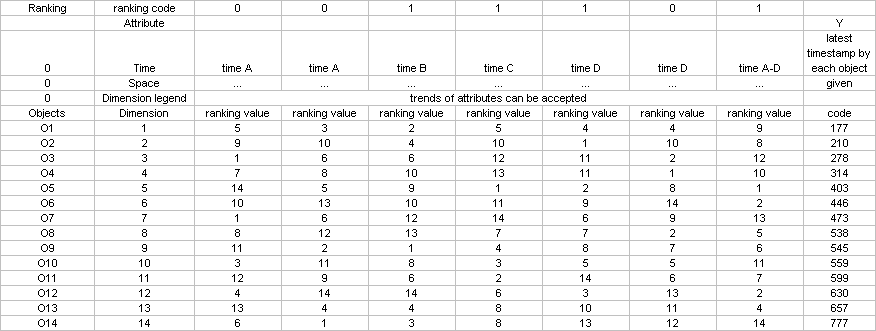 Ranking ranking code 0 0 1 1 1 0 1
Attribute Y
0 Time time A time A time B time C time D time D time A-D latest timestamp by each object given
0 Space ... ... ... ... ... ... ...
0 Dimension legend trends of attributes can be accepted
Objects Dimension ranking value ranking value ranking value ranking value ranking value ranking value ranking value code
O1 1 5 3 2 5 4 4 9 177
O2 2 9 10 4 10 1 10 8 210
O3 3 1 6 6 12 11 2 12 278
O4 4 7 8 10 13 11 1 10 314
O5 5 14 5 9 1 2 8 1 403
O6 6 10 13 10 11 9 14 2 446
O7 7 1 6 12 14 6 9 13 473
O8 8 8 12 13 7 7 2 5 538
O9 9 11 2 1 4 8 7 6 545
O10 10 3 11 8 3 5 5 11 559
O11 11 12 9 6 2 14 6 7 599
O12 12 4 14 14 6 3 13 2 630
O13 13 13 4 4 8 10 11 4 657
O14 14 6 1 3 8 13 12 14 777